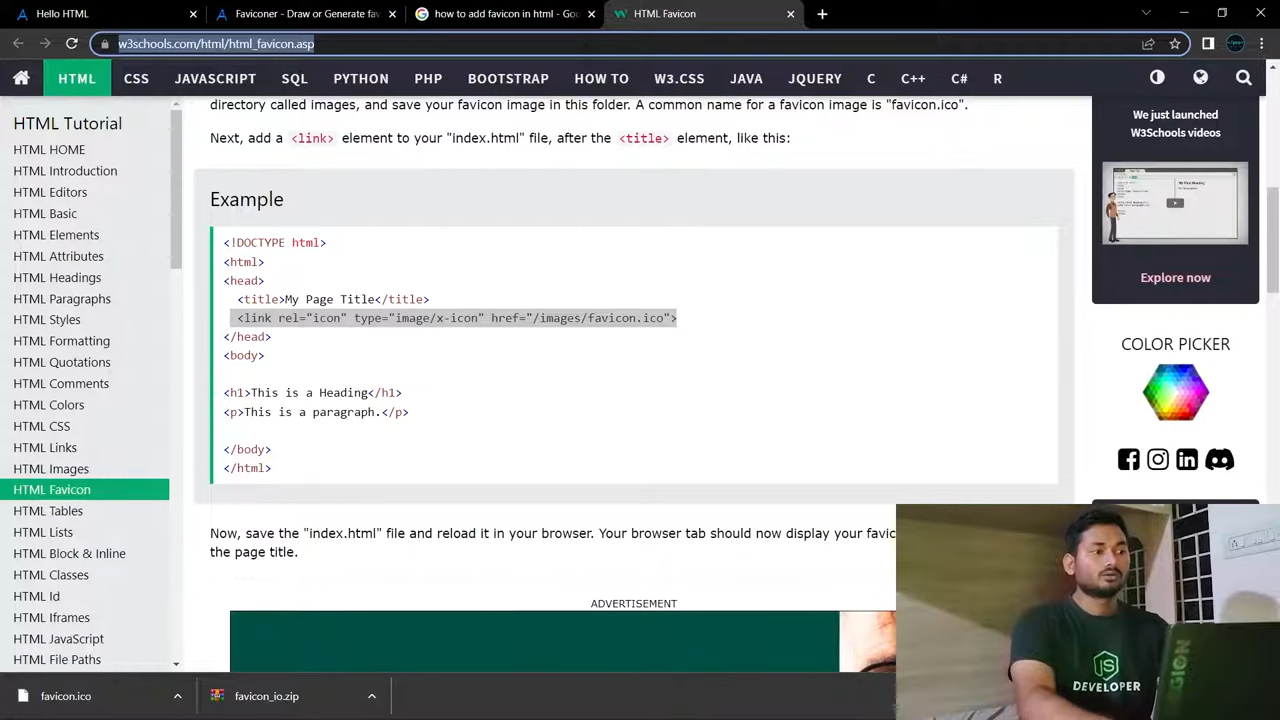 Hello HTML
Faviconer - Draw or Generate fav
how to add favicon in html - Goo
HTML Favicon
w3schools.com/html/html_favicon.asp
HTML CSS JAVASCRIPT SQL PYTHON PHP BOOTSTRAP HOW TO W3.CSS JAVA JQUERY C C++ C# R
HTML Tutorial
HTML HOME
HTML Introduction
HTML Editors
HTML Basic
HTML Elements
HTML Attributes
HTML Headings
HTML Paragraphs
HTML Styles
HTML Formatting
HTML Quotations
HTML Comments
HTML Colors
HTML CSS
HTML Links
HTML Images
HTML Favicon
HTML Tables
HTML Lists
HTML Block & Inline
HTML Classes
HTML Id
HTML Iframes
HTML JavaScript
HTML File Paths
directory called images, and save your favicon image in this folder. A common name for a favicon image is "favicon.ico".
Next, add a <link> element to your "index.html" file, after the <title> element, like this:
Example
<!DOCTYPE html>
<html>
<head>
<title>My Page Title</title>
<link rel="icon" type="image/x-icon" href="/images/favicon.ico">
</head>
<body>
<h1>This is a Heading</h1>
<p>This is a paragraph.</p>
</body>
</html>
Now, save the "index.html" file and reload it in your browser. Your browser tab should now display your favic
the page title.
ADVERTISEMENT
We just launched
W3Schools videos
Explore now
COLOR PICKER
JS
DEVELOPER
GION
favicon.ico
favicon_io.zip